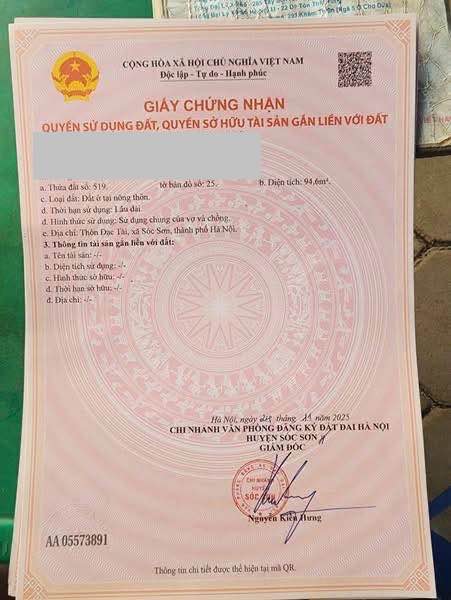 CỘNG HÒA XÃ HỘI CHỦ NGHĨA VIỆT NAM
Độc lập - Tự do - Hạnh phúc
GIẤY CHỨNG NHẬN
QUYỀN SỬ DỤNG ĐẤT, QUYỀN SỞ HỮU TÀI SẢN GẮN LIỀN VỚI ĐẤT
a. Thửa đất số: 519. tờ bản đồ số: 25. b. Diện tích: 94,6m².
c. Loại đất: Đất ở tại nông thôn.
d. Thời hạn sử dụng: Lâu dài.
đ. Hình thức sử dụng: Sử dụng chung của vợ và chồng.
e. Địa chỉ: Thôn Đạc Tài, xã Sóc Sơn, thành phố Hà Nội.
3. Thông tin tài sản gắn liền với đất:
a. Tên tài sản: -/-
b. Diện tích sử dụng: -/-
c. Hình thức sở hữu: -/-
d. Thời hạn sở hữu: -/-
đ. Địa chỉ: -/-
Hà Nội, ngày tháng năm 2025
CHI NHÁNH VĂN PHÒNG ĐĂNG KÝ ĐẤT ĐAI HÀ NỘI
HUYỆN SÓC SƠN
GIÁM ĐỐC
CHI NHÁNH
HUYỆN
SÓC SƠN
Nguyễn Kiên Hưng
AA 05573891
Thông tin chi tiết được thể hiện tại mã QR.